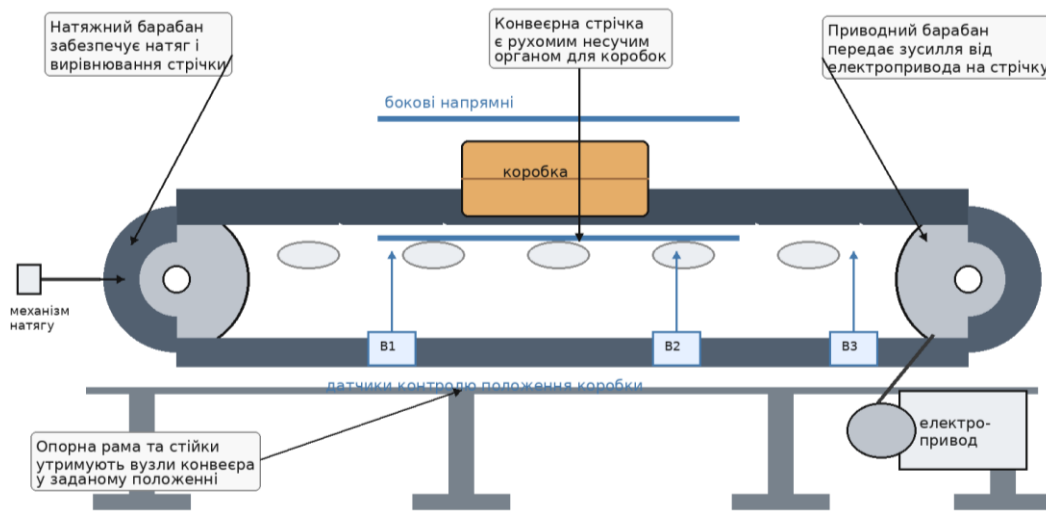 Натяжний барабан
забезпечує натяг і
вирівнювання стрічки
Конвеєрна стрічка
є рухомим несучим
органом для коробок
Приводний барабан
передає зусилля від
електропривода на стрічку
бокові напрямні
коробка
механізм
натягу
B1
B2
B3
датчики контролю положення коробки
Опорна рама та стійки
утримують вузли конвеєра
у заданому положенні
електро-
привод